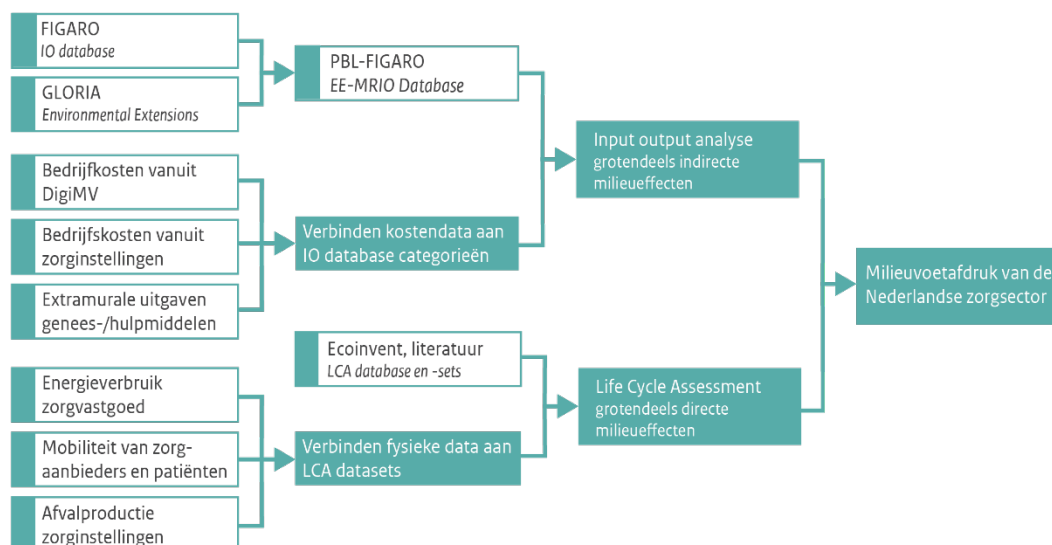 FIGARO
IO database
GLORIA
Environmental Extensions
PBL-FIGARO
EE-MRIO Database
Bedrijfkosten vanuit
DigiMV
Bedrijfskosten vanuit
zorginstellingen
Extramurale uitgaven
genees-/hulpmiddelen
Verbinden kostendata aan
IO database categorieën
Input output analyse
grotendeels indirecte
milieueffecten
Energieverbruik
zorgvastgoed
Mobiliteit van zorg-
aanbieders en patiënten
Afvalproductie
zorginstellingen
Ecoinvent, literatuur
LCA database en -sets
Verbinden fysieke data aan
LCA datasets
Life Cycle Assessment
grotendeels directe
milieueffecten
Milieuvoetafdruk van de
Nederlandse zorgsector